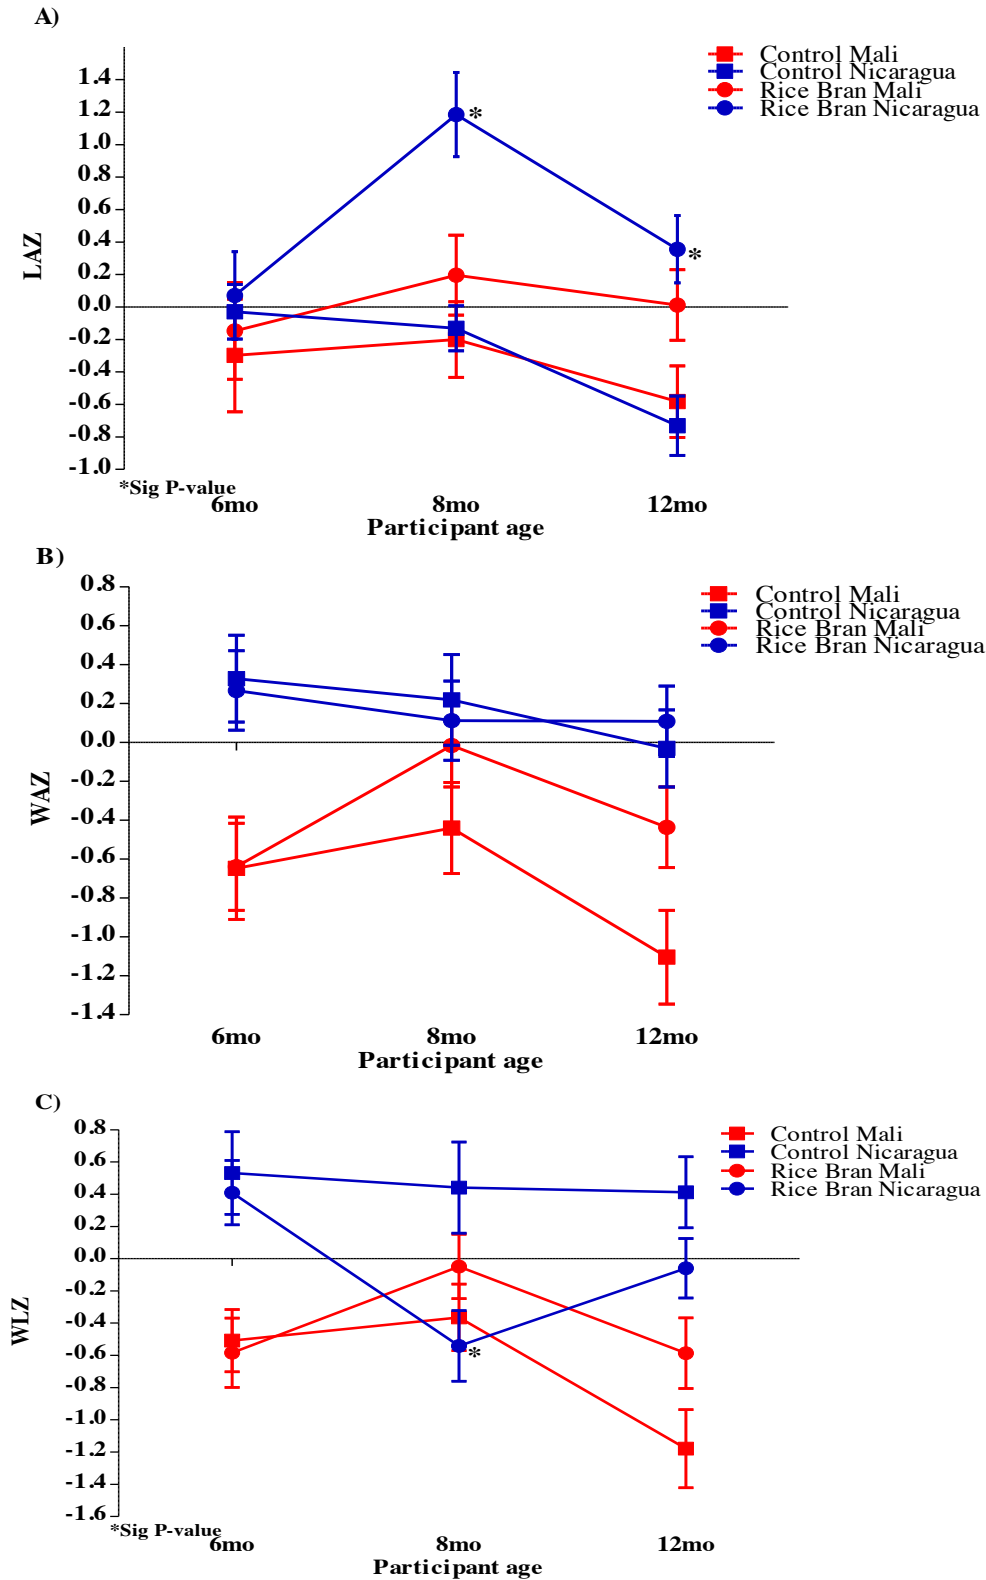 A)
Control Mali
Control Nicaragua
Rice Bran Mali
Rice Bran Nicaragua
1.4
1.2
1.0
0.8
0.6
0.4
0.2
0.0
-0.2
-0.4
-0.6
-0.8
-1.0
LAZ
*
*
*Sig P-value
6mo 8mo 12mo
Participant age
B)
Control Mali
Control Nicaragua
Rice Bran Mali
Rice Bran Nicaragua
0.8
0.6
0.4
0.2
0.0
-0.2
-0.4
-0.6
-0.8
-1.0
-1.2
-1.4
WAZ
6mo 8mo 12mo
Participant age
C)
Control Mali
Control Nicaragua
Rice Bran Mali
Rice Bran Nicaragua
0.8
0.6
0.4
0.2
0.0
-0.2
-0.4
-0.6
-0.8
-1.0
-1.2
-1.4
-1.6
WLZ
*
*Sig P-value
6mo 8mo 12mo
Participant age